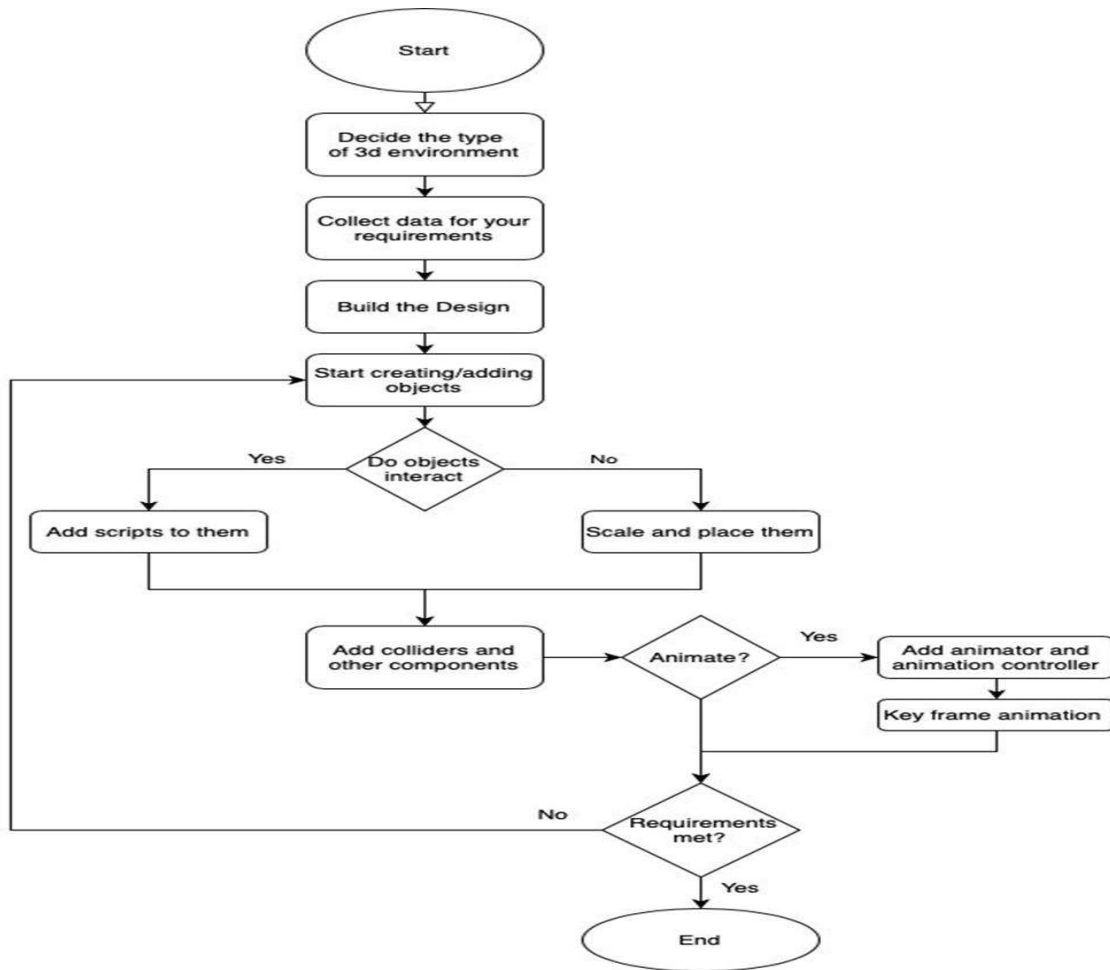 Start
Decide the type
of 3d environment
Collect data for your
requirements
Build the Design
Start creating/adding
objects
Do objects
interact
Yes
No
Add scripts to them
Scale and place them
Add colliders and
other components
Animate?
Yes
Add animator and
animation controller
Key frame animation
Requirements
met?
No
Yes
End